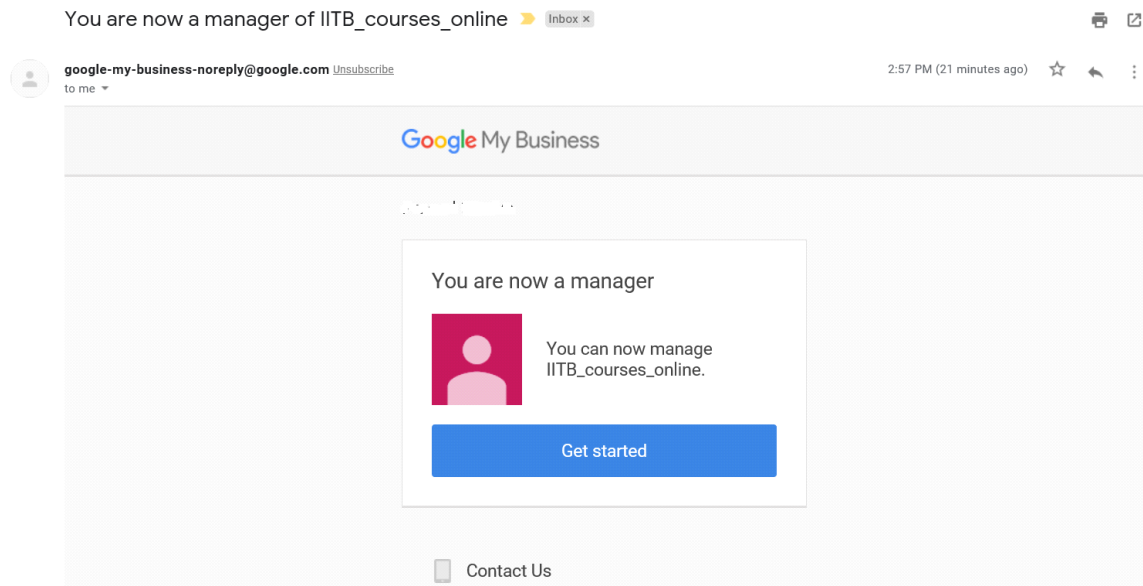 You are now a manager of IITB_courses_online Inbox ×
google-my-business-noreply@google.com Unsubscribe
2:57 PM (21 minutes ago)
to me
Google My Business
You are now a manager
You can now manage
IITB_courses_online.
Get started
Contact Us